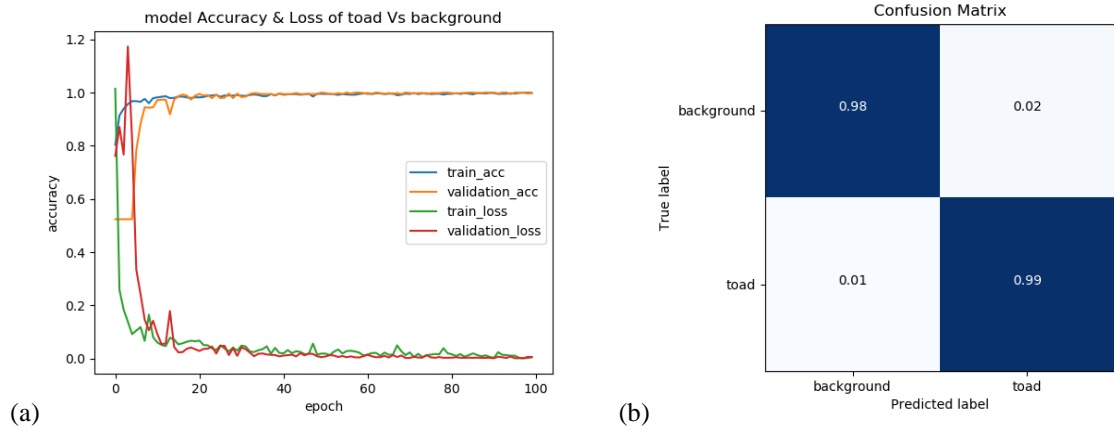 model Accuracy & Loss of toad Vs background
1.2
1.0
0.8
0.6
0.4
0.2
0.0
accuracy
train_acc
validation_acc
train_loss
validation_loss
0 20 40 60 80 100
epoch
(a)
Confusion Matrix
True label
background 0.98 0.02
toad 0.01 0.99
background toad
Predicted label
(b)